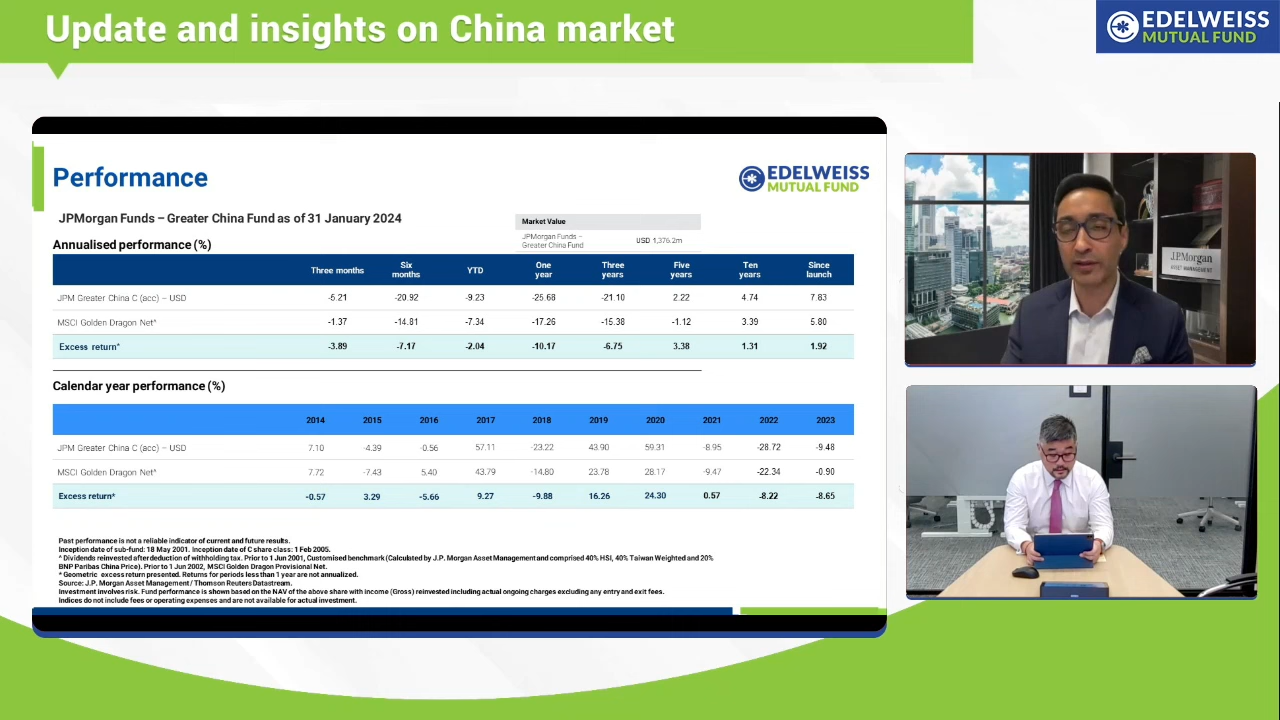 Update and insights on China market
EDELWEISS
MUTUAL FUND
Performance
EDELWEISS
MUTUAL FUND
JPMorgan Funds – Greater China Fund as of 31 January 2024
Market Value
JPMorgan Funds –
Greater China Fund
USD 1,376.2m
Annualised performance (%)
Three months Six months YTD One year Three years Five years Ten years Since launch
JPM Greater China C (acc) – USD -5.21 -20.92 -9.23 -25.68 -21.10 2.22 4.74 7.83
MSCI Golden Dragon Net^ -1.37 -14.81 -7.34 -17.26 -15.38 -1.12 3.39 5.80
Excess return* -3.89 -7.17 -2.04 -10.17 -6.75 3.38 1.31 1.92
Calendar year performance (%)
2014 2015 2016 2017 2018 2019 2020 2021 2022 2023
JPM Greater China C (acc) – USD 7.10 -4.39 -0.56 57.11 -23.22 43.90 59.31 -8.95 -28.72 -9.48
MSCI Golden Dragon Net^ 7.72 -7.43 5.40 43.79 -14.80 23.78 28.17 -9.47 -22.34 -0.90
Excess return* -0.57 3.29 -5.66 9.27 -9.88 16.26 24.30 0.57 -8.22 -8.65
Past performance is not a reliable indicator of current and future results.
Inception date of sub-fund: 18 May 2001. Inception date of C share class: 1 Feb 2005.
^ Dividends reinvested after deduction of withholding tax. Prior to 1 Jun 2001, Customised benchmark (Calculated by J.P. Morgan Asset Management and comprised 40% HSI, 40% Taiwan Weighted and 20%
BNP Paribas China Price). Prior to 1 Jun 2002, MSCI Golden Dragon Provisional Net.
* Geometric excess return presented. Returns for periods less than 1 year are not annualized.
Source: J.P. Morgan Asset Management / Thomson Reuters Datastream.
Investment involves risk. Fund performance is shown based on the NAV of the above share with income (Gross) reinvested including actual ongoing charges excluding any entry and exit fees.
Indices do not include fees or operating expenses and are not available for actual investment.
J.P.Morgan
ASSET MANAGEMENT